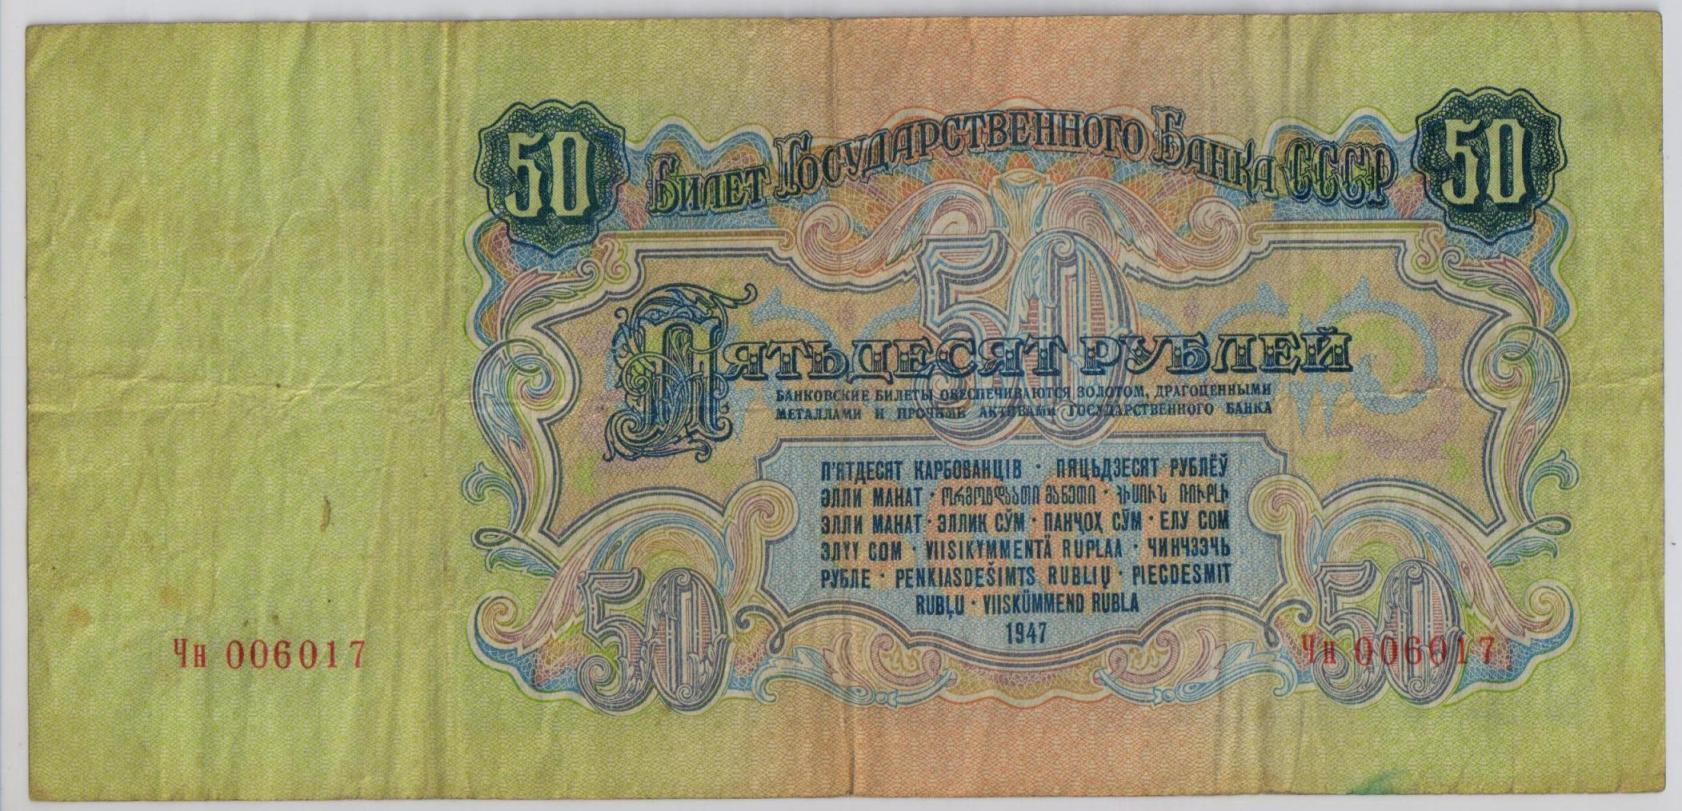 50 Билет Государственного Банка СССР 50
50
Пятьдесят рублей
БАНКОВСКИЕ БИЛЕТЫ ОБЕСПЕЧИВАЮТСЯ ЗОЛОТОМ, ДРАГОЦЕННЫМИ
МЕТАЛЛАМИ И ПРОЧИМИ АКТИВАМИ ГОСУДАРСТВЕННОГО БАНКА
П'ЯТДЕСЯТ КАРБОВАНЦІВ · ПЯЦЬДЗЕСЯТ РУБЛЁЎ
ЭЛЛИ МАНАТ · ორმოცდაათი მანეთი · ՀԻՍՈՒՆ ՌՈՒԲԼԻ
ЭЛЛИ МАНАТ · ЭЛЛИК СЎМ · ПАНҶОҲ СЎМ · ЕЛУ СОМ
ЭЛҮҮ СОМ · VIISIKYMMENTÄ RUPLAA · ЧИНЧЗЭЧЬ
РУБЛЕ · PENKIASDEŠIMTS RUBLIŲ · PIECDESMIT
RUBĻU · VIISKÜMMEND RUBLA
1947
50 50
Чн 006017 Чн 006017